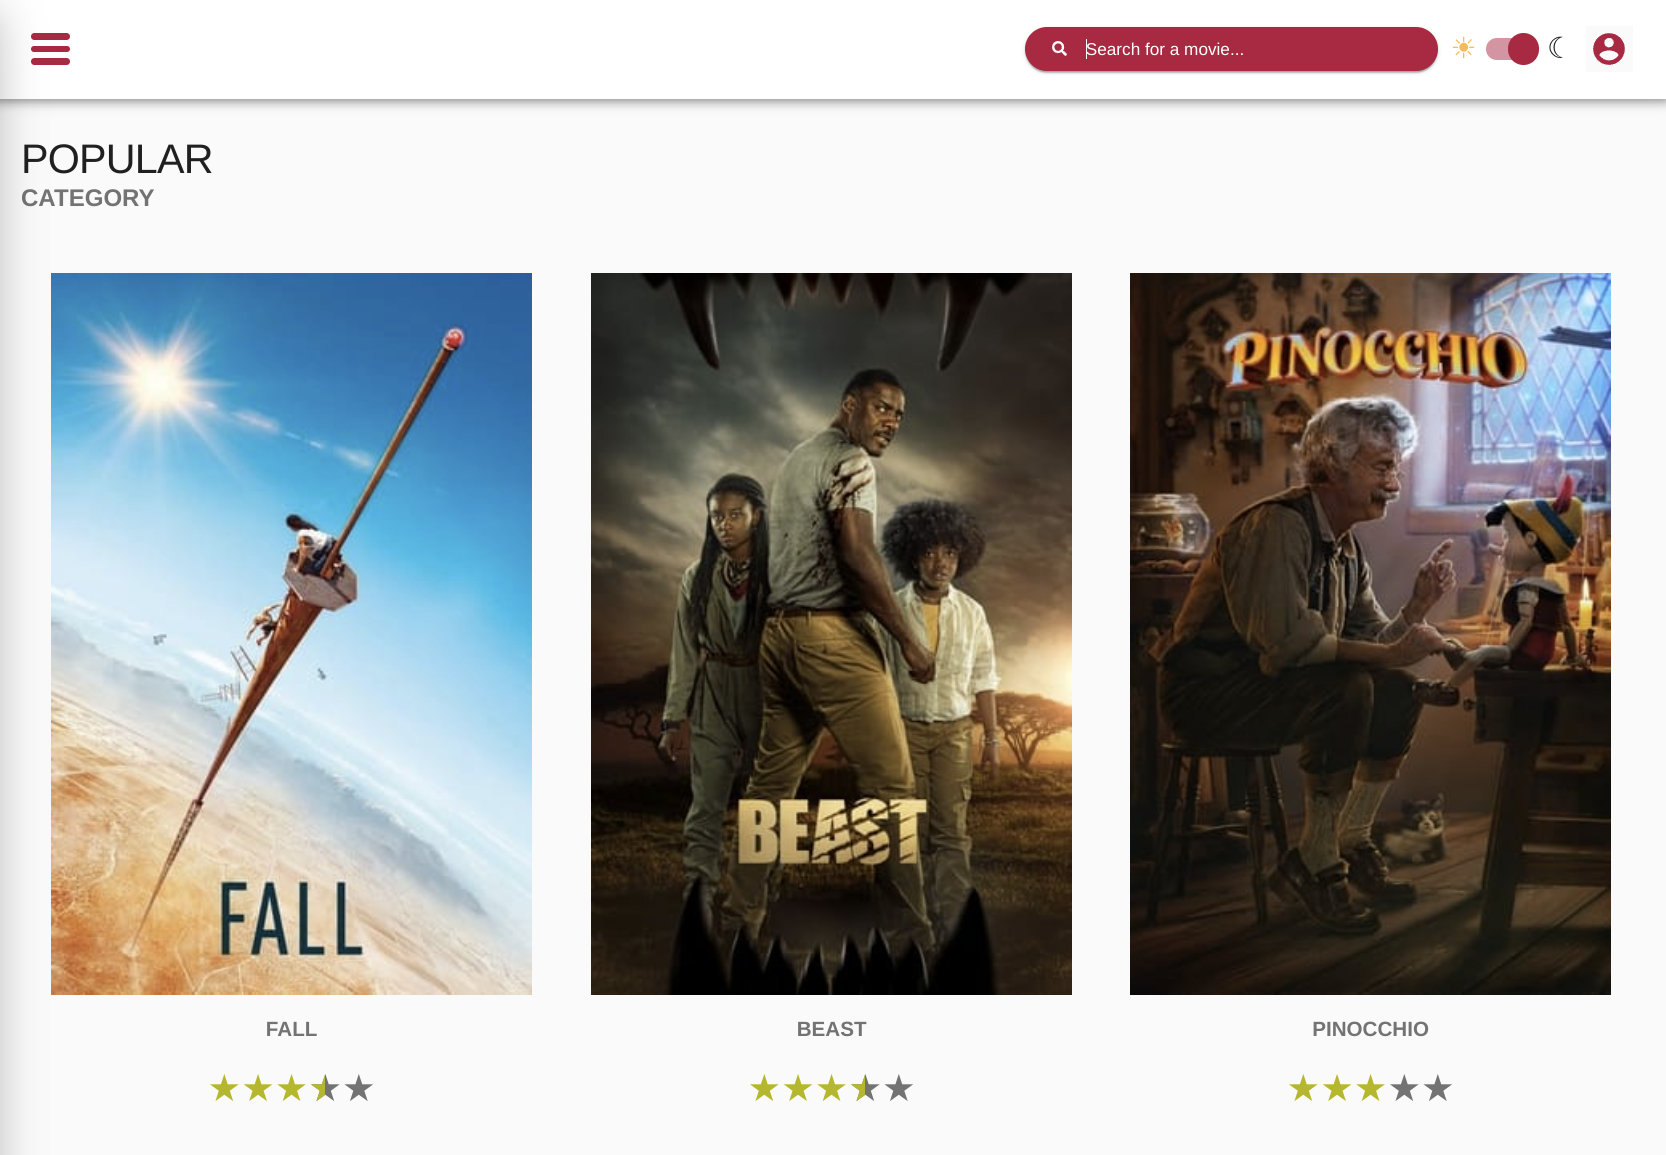 Search for a movie...
POPULAR
CATEGORY
FALL
BEAST
PINOCCHIO
FALL
BEAST
PINOCCHIO